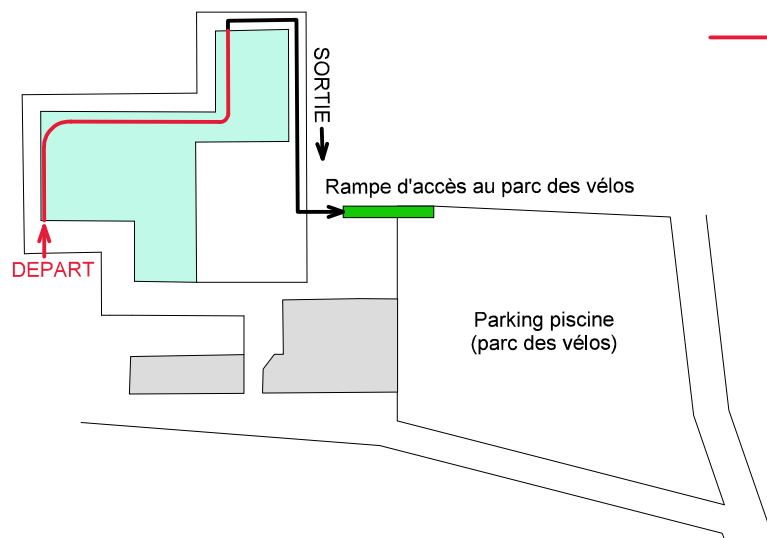 SORTIE
Rampe d'accès au parc des vélos
DEPART
Parking piscine
(parc des vélos)